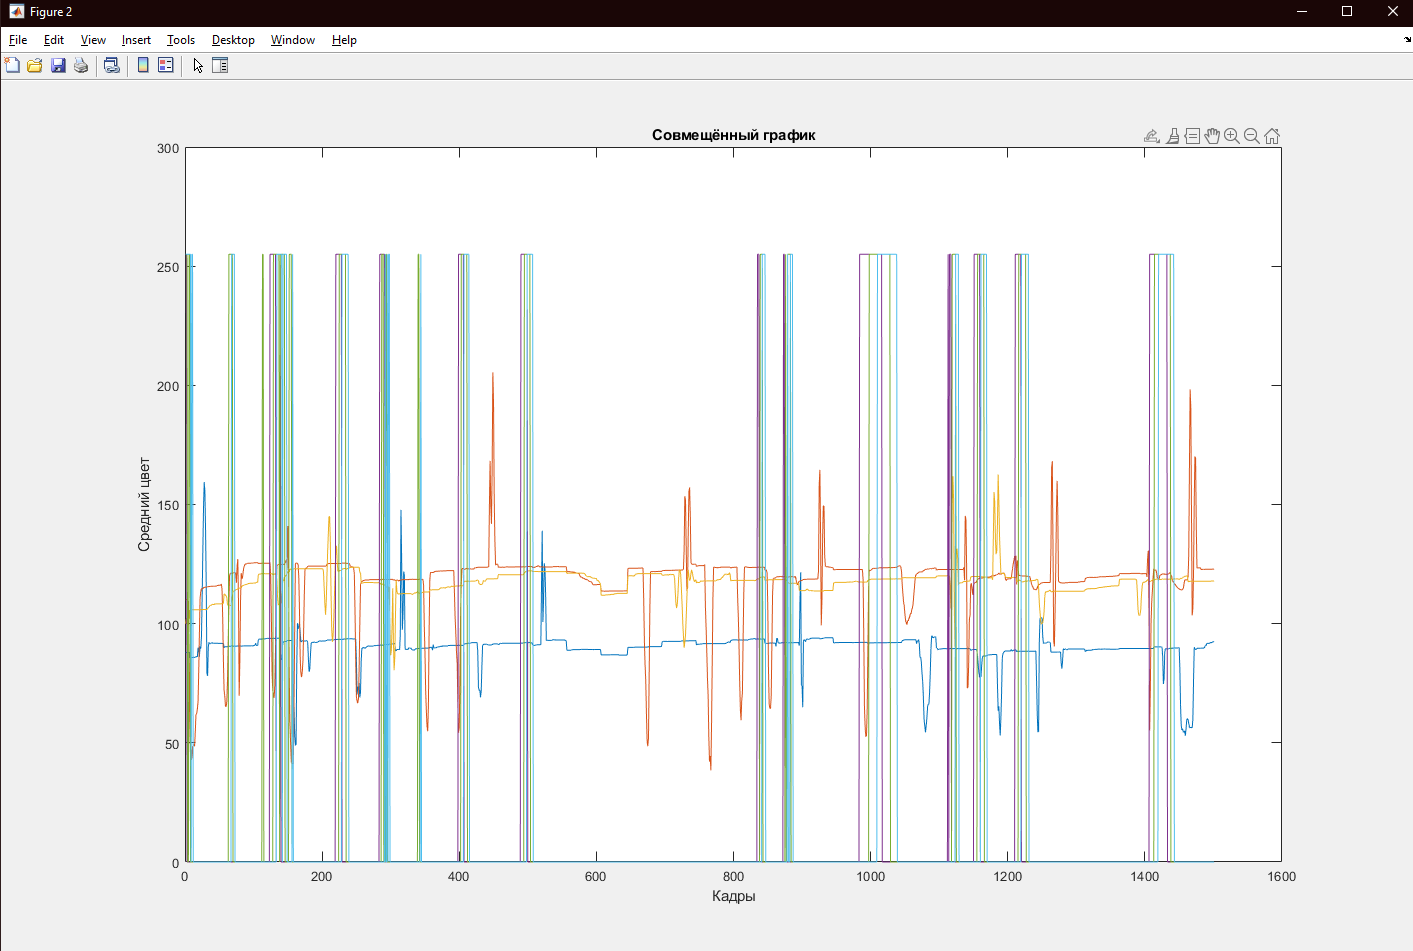 Figure 2
File Edit View Insert Tools Desktop Window Help
Совмещённый график
300
250
200
150
100
50
0
Средний цвет
0 200 400 600 800 1000 1200 1400 1600
Кадры